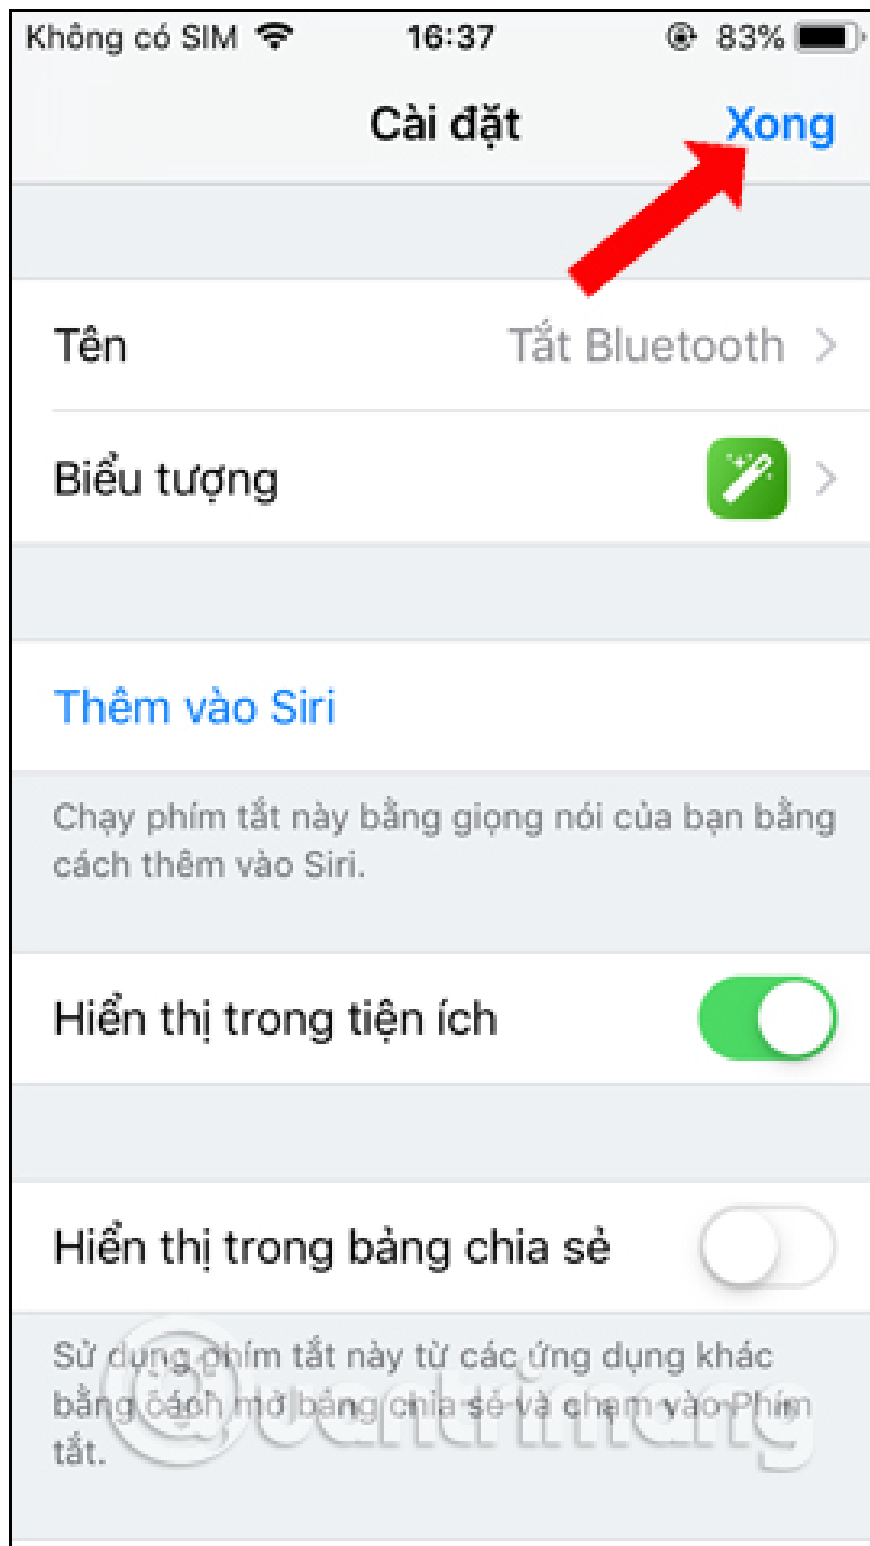 Không có SIM 16:37 83%
Cài đặt Xong
Tên Tắt Bluetooth
Biểu tượng
Thêm vào Siri
Chạy phím tắt này bằng giọng nói của bạn bằng
cách thêm vào Siri.
Hiển thị trong tiện ích
Hiển thị trong bảng chia sẻ
Sử dụng phím tắt này từ các ứng dụng khác
bằng cách mở bảng chia sẻ và chạm vào Phím
tắt.
Quantrimang